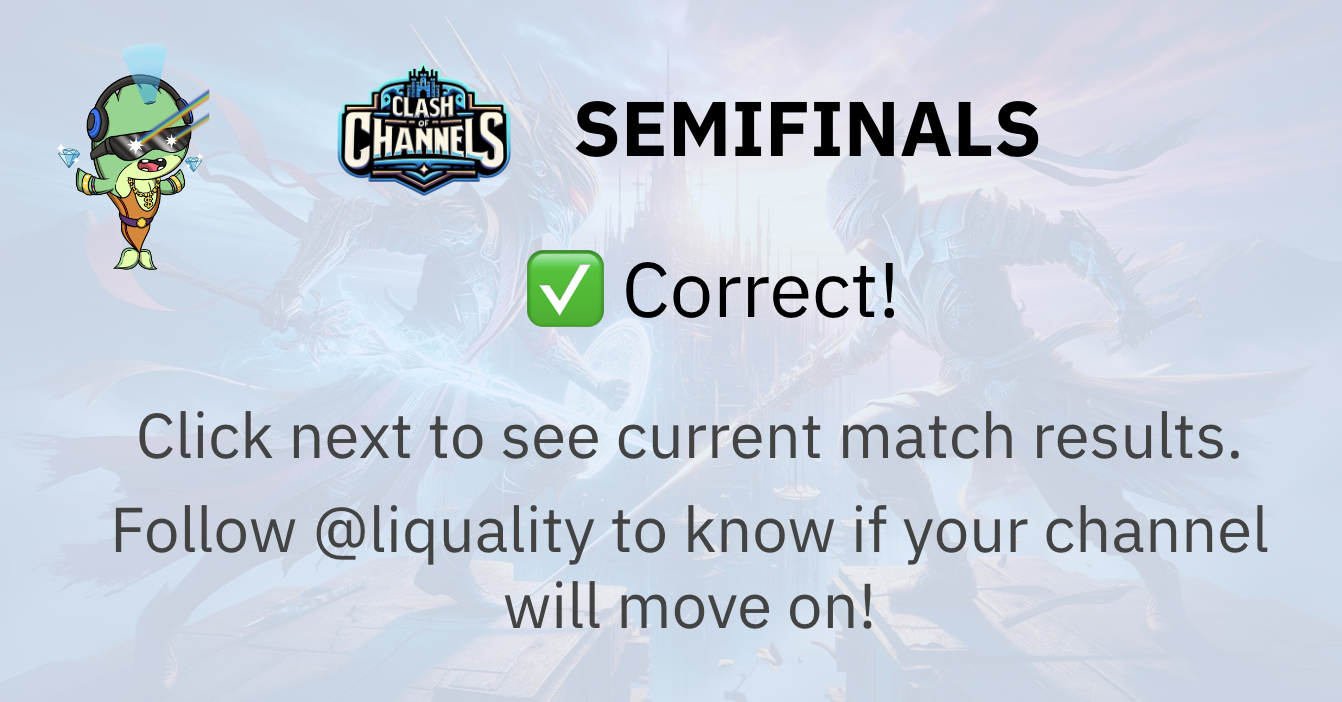 CLASH
OF
CHANNELS
SEMIFINALS
✅ Correct!
Click next to see current match results.
Follow @liquality to know if your channel
will move on!